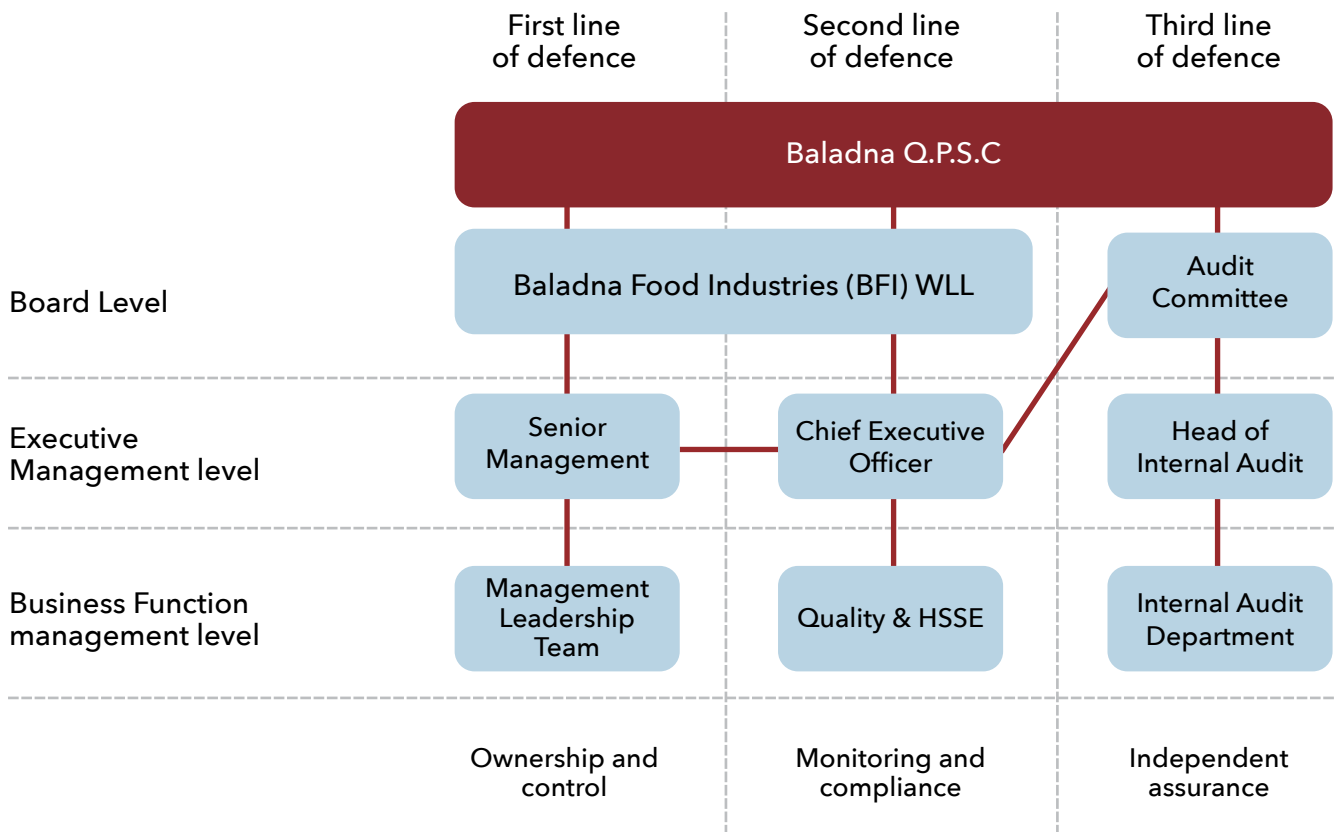 First line
of defence
Second line
of defence
Third line
of defence
Baladna Q.P.S.C
Board Level
Baladna Food Industries (BFI) WLL
Audit
Committee
Executive
Management level
Senior
Management
Chief Executive
Officer
Head of
Internal Audit
Business Function
management level
Management
Leadership
Team
Quality & HSSE
Internal Audit
Department
Ownership and
control
Monitoring and
compliance
Independent
assurance